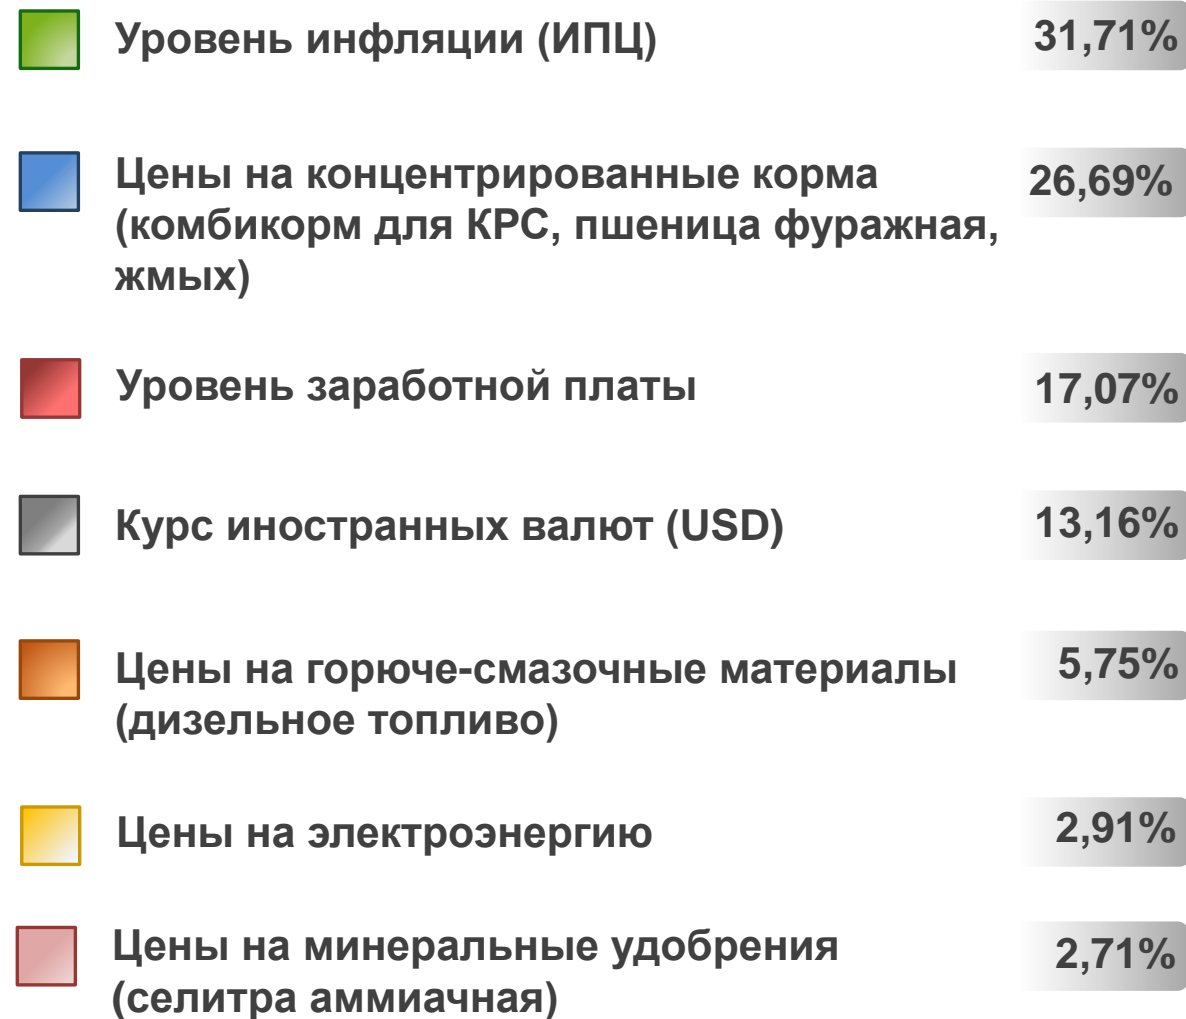 Уровень инфляции (ИПЦ) 31,71%
Цены на концентрированные корма 26,69%
(комбикорм для КРС, пшеница фуражная,
жмых)
Уровень заработной платы 17,07%
Курс иностранных валют (USD) 13,16%
Цены на горюче-смазочные материалы 5,75%
(дизельное топливо)
Цены на электроэнергию 2,91%
Цены на минеральные удобрения 2,71%
(селитра аммиачная)